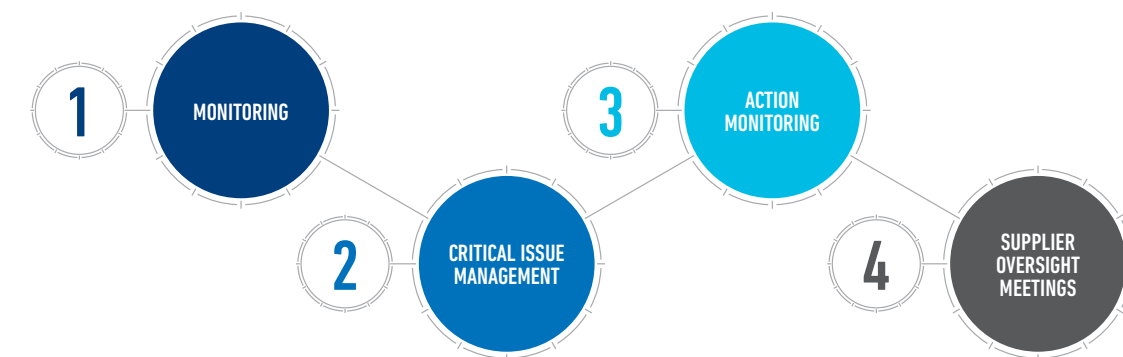 1
MONITORING
2
CRITICAL ISSUE
MANAGEMENT
3
ACTION
MONITORING
4
SUPPLIER
OVERSIGHT
MEETINGS